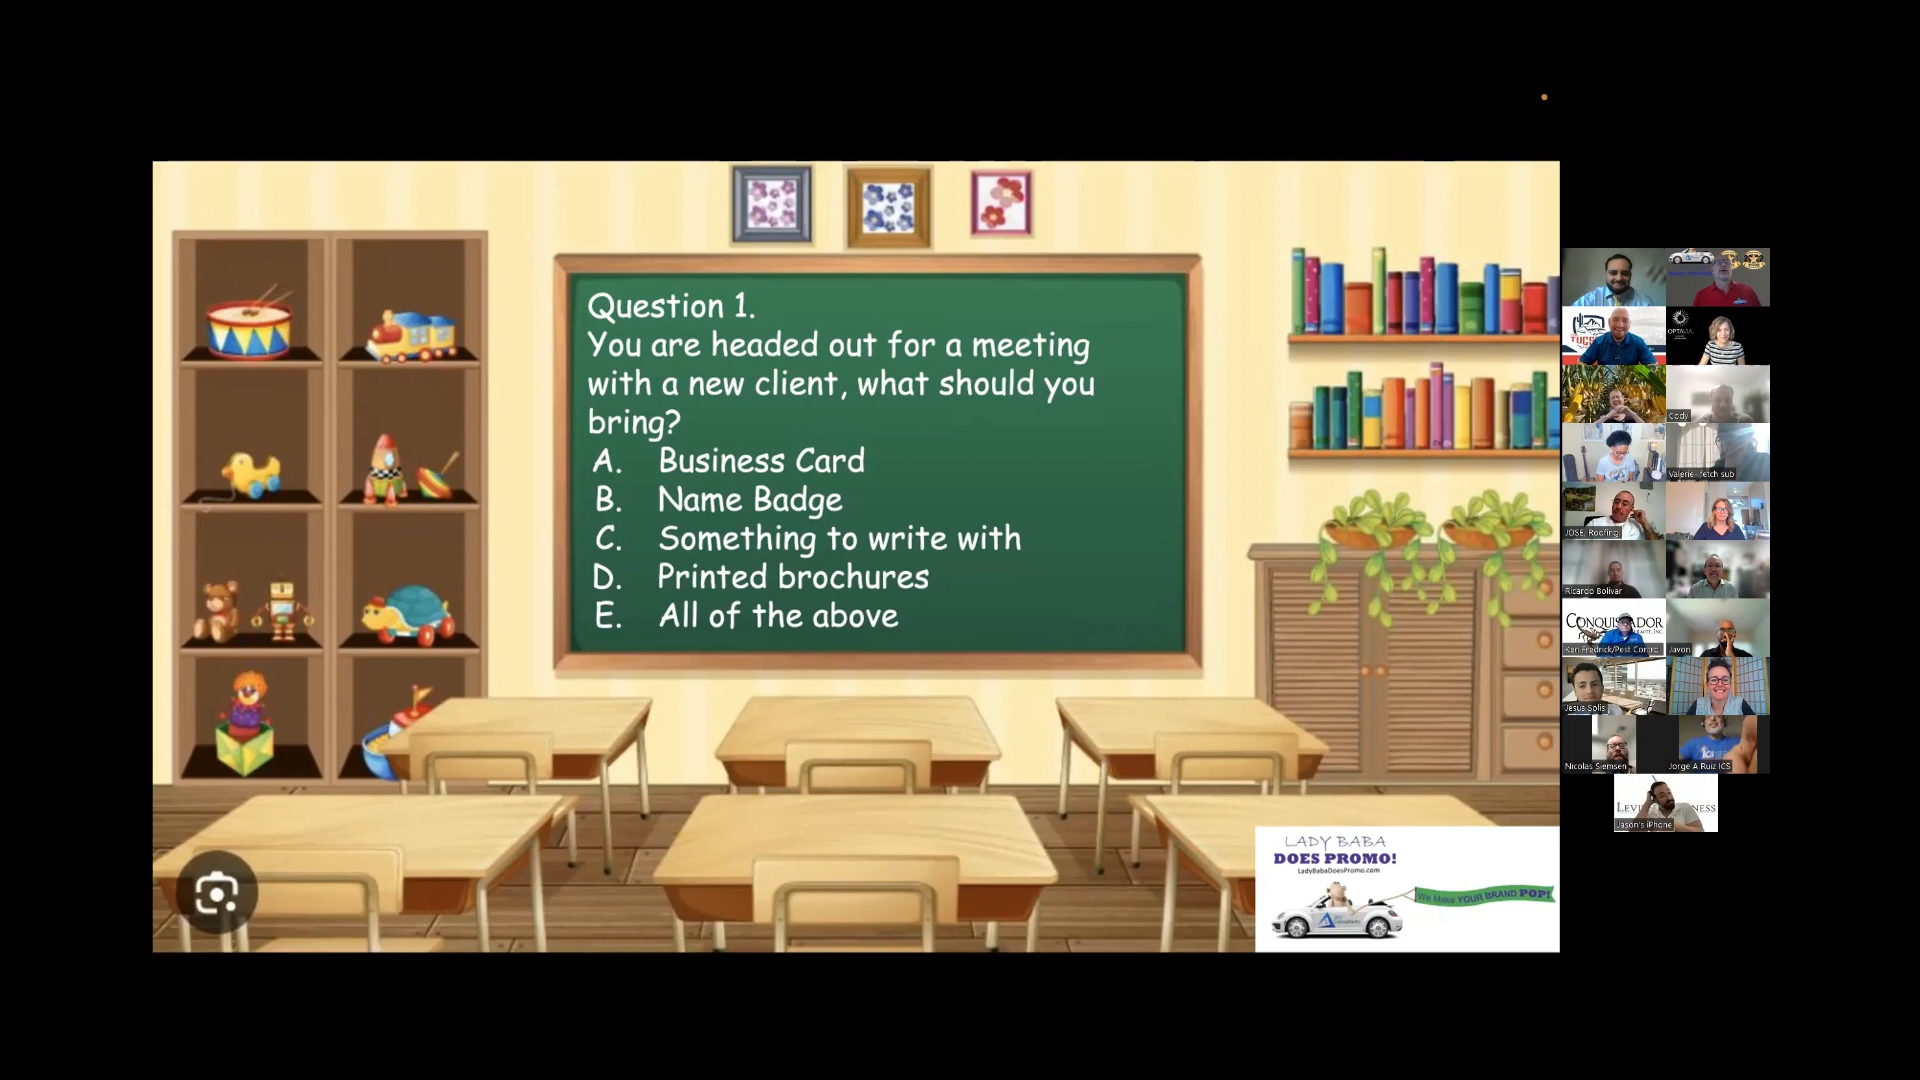 Question 1.
You are headed out for a meeting
with a new client, what should you
bring?
A. Business Card
B. Name Badge
C. Something to write with
D. Printed brochures
E. All of the above
LADY BABA
DOES PROMO!
LadyBabaDoesPromo.com
We Make YOUR BRAND POP!
OPTAVIA
Cody
Valerie- fetch sub
JOSE, Roofing
Ricardo Bolivar
CONQUIS ADOR
Ken Fredrick/Pest Control
Javon
Jesus Solis
Nicolas Siemsen
Jorge A Ruiz ICS
Jason's iPhone